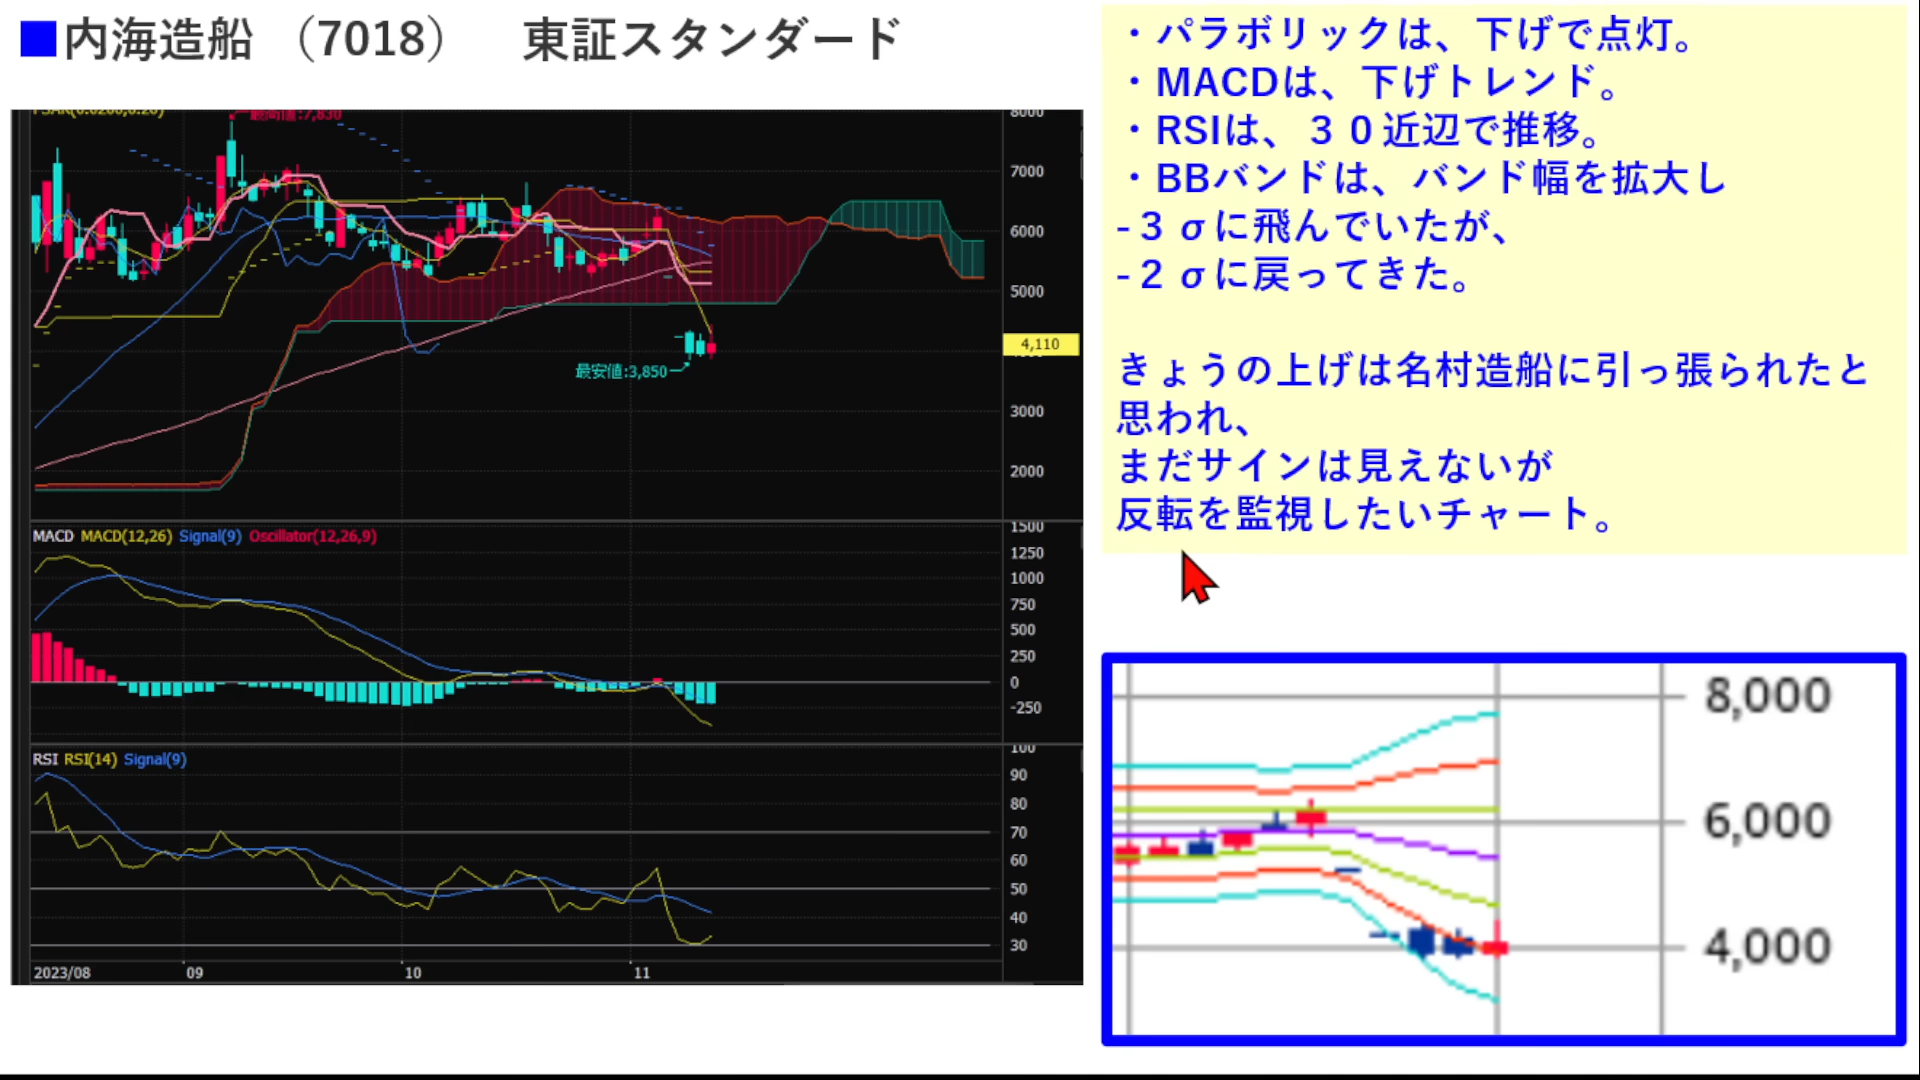 ■内海造船 （7018） 東証スタンダード
・パラボリックは、下げで点灯。
・MACDは、下げトレンド。
・RSIは、３０近辺で推移。
・BBバンドは、バンド幅を拡大し
-３σに飛んでいたが、
-２σに戻ってきた。
きょうの上げは名村造船に引っ張られたと
思われ、
まだサインは見えないが
反転を監視したいチャート。
最高値:7,830
8000
7000
6000
5000
4,110
3000
2000
最安値:3,850
MACD MACD(12,26) Signal(9) Oscillator(12,26,9)
1500
1250
1000
750
500
250
0
-250
RSI RSI(14) Signal(9)
100
90
80
70
60
50
40
30
2023/08 09 10 11
8,000
6,000
4,000